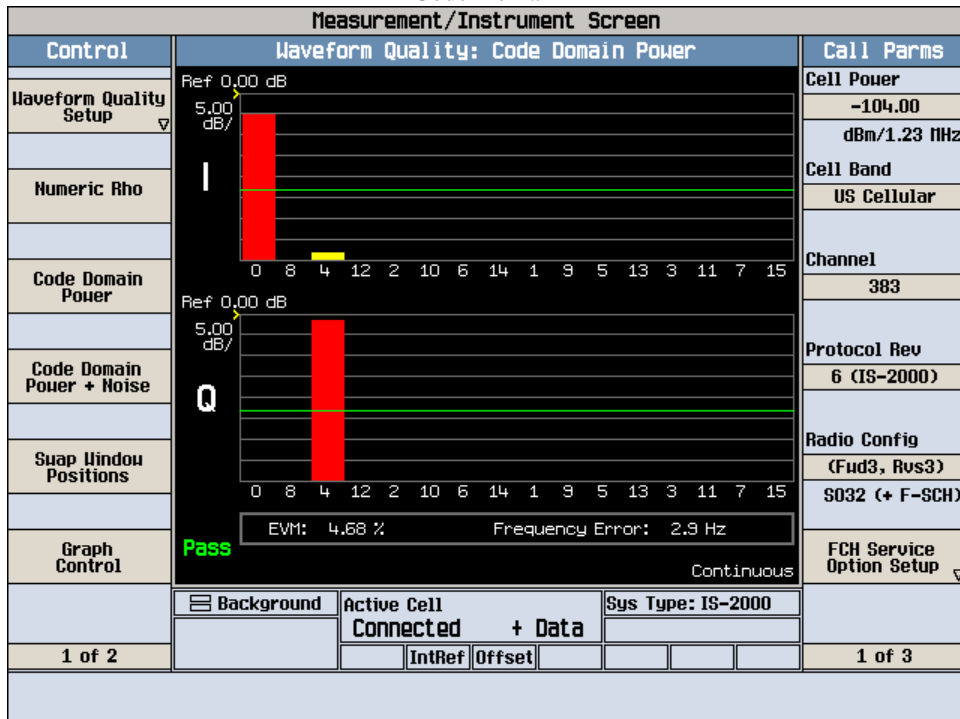 Measurement/Instrument Screen
Control
Waveform Quality: Code Domain Power
Call Parms
Waveform Quality
Setup
Numeric Rho
Code Domain
Power
Code Domain
Power + Noise
Swap Window
Positions
Graph
Control
1 of 2
Ref 0.00 dB
5.00
dB/
I
0 8 4 12 2 10 6 14 1 9 5 13 3 11 7 15
Ref 0.00 dB
5.00
dB/
Q
0 8 4 12 2 10 6 14 1 9 5 13 3 11 7 15
EVM: 4.68 % Frequency Error: 2.9 Hz
Pass
Continuous
Background
Active Cell
Connected + Data
Sys Type: IS-2000
IntRef Offset
Cell Power
-104.00
dBm/1.23 MHz
Cell Band
US Cellular
Channel
383
Protocol Rev
6 (IS-2000)
Radio Config
(Fwd3, Rvs3)
SO32 (+ F-SCH)
FCH Service
Option Setup
1 of 3